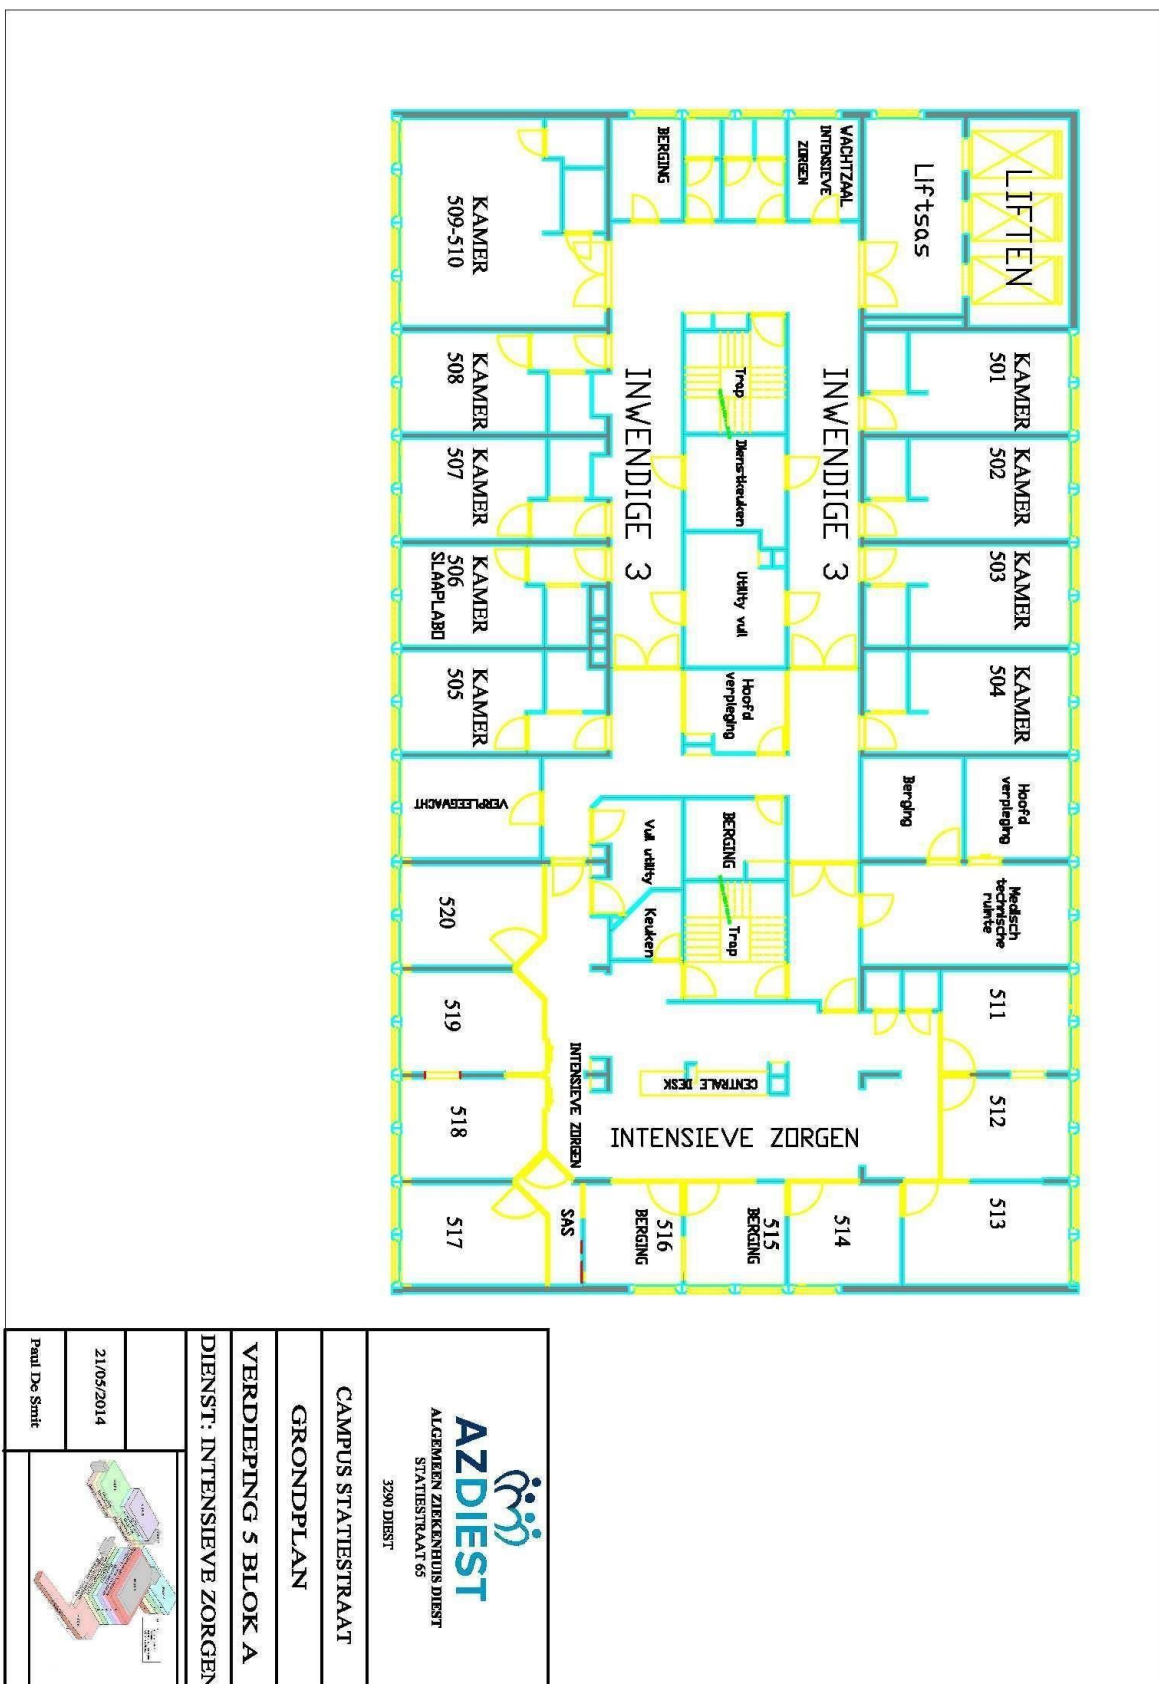 LIFTEN
Liftsas
WACHTZAAL
INTENSIEVE
ZORGEN
BERGING
KAMER
509-510
KAMER
501
KAMER
502
KAMER
503
KAMER
504
INWENDIGE 3
INWENDIGE 3
Trap
Dienstkeuken
Utility vuil
Hoofd
verpleging
KAMER
508
KAMER
507
KAMER
506
SLAAPLABO
KAMER
505
Hoofd
verpleging
Berging
BERGING
Vuil utility
VERPLEEGWACHT
Medisch
technische
ruimte
Trap
Keuken
520
511
519
512
CENTRALE DESK
INTENSIEVE ZORGEN
INTENSIEVE ZORGEN
518
513
514
515
BERGING
516
BERGING
SAS
517
AZDIEST
ALGEMEEN ZIEKENHUIS DIEST
STATIESTRAAT 65
3290 DIEST
CAMPUS STATIESTRAAT
GRONDPLAN
VERDIEPING 5 BLOK A
DIENST: INTENSIEVE ZORGEN
21/05/2014
Paul De Smit